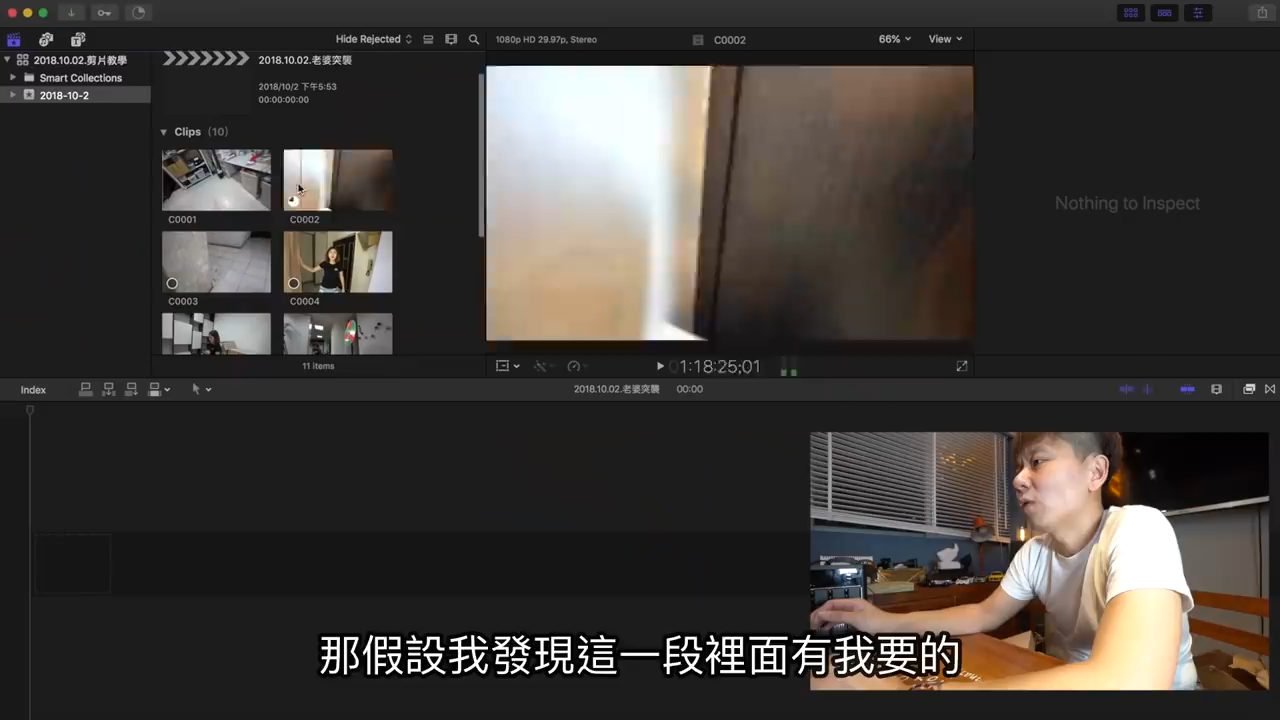 Hide Rejected
1080p HD 29.97p, Stereo
C0002
66%
View
2018.10.02.剪片教學
Smart Collections
2018-10-2
2018.10.02.老婆突襲
2018/10/2 下午5:53
00:00:00:00
Clips (10)
C0001
C0002
C0003
C0004
11 items
Nothing to Inspect
1:18:25;01
Index
2018.10.02.老婆突襲
00:00
那假設我發現這一段裡面有我要的